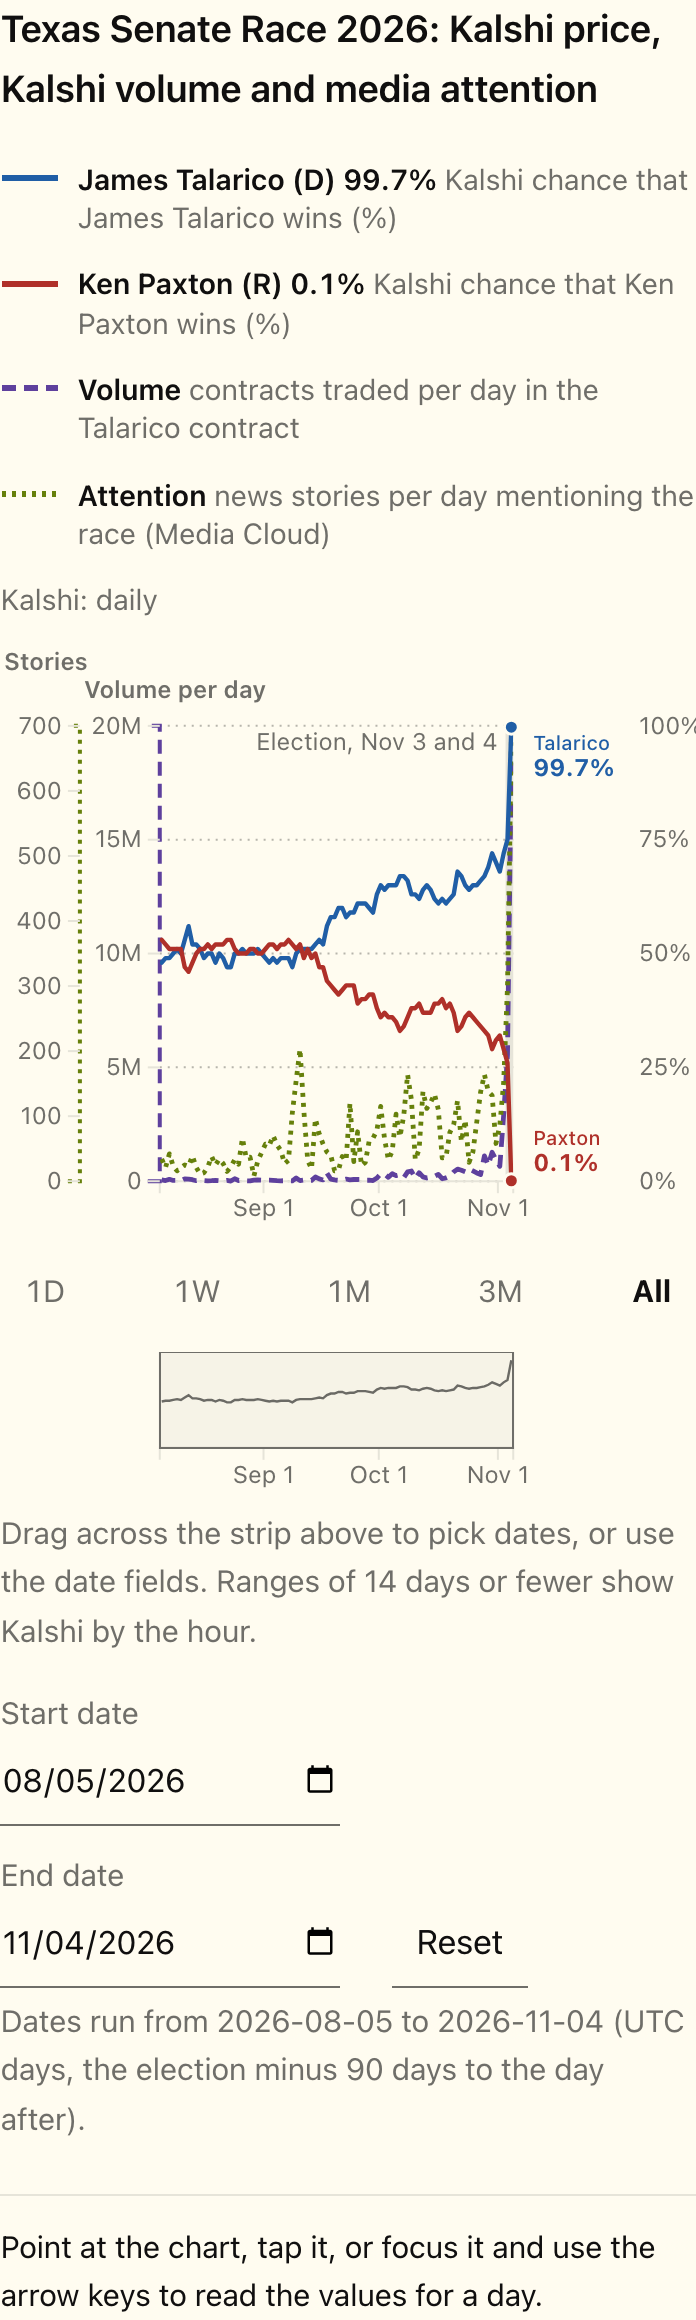 Texas Senate Race 2026: Kalshi price,
Kalshi volume and media attention
James Talarico (D) 99.7% Kalshi chance that
James Talarico wins (%)
Ken Paxton (R) 0.1% Kalshi chance that Ken
Paxton wins (%)
Volume contracts traded per day in the
Talarico contract
Attention news stories per day mentioning the
race (Media Cloud)
Kalshi: daily
Stories
Volume per day
700 20M 100%
Election, Nov 3 and 4
Talarico
99.7%
600
15M 75%
500
400
10M 50%
300
200
5M 25%
100
Paxton
0.1%
0 0 0%
Sep 1 Oct 1 Nov 1
1D 1W 1M 3M All
Sep 1 Oct 1 Nov 1
Drag across the strip above to pick dates, or use
the date fields. Ranges of 14 days or fewer show
Kalshi by the hour.
Start date
08/05/2026
End date
11/04/2026 Reset
Dates run from 2026-08-05 to 2026-11-04 (UTC
days, the election minus 90 days to the day
after).
Point at the chart, tap it, or focus it and use the
arrow keys to read the values for a day.